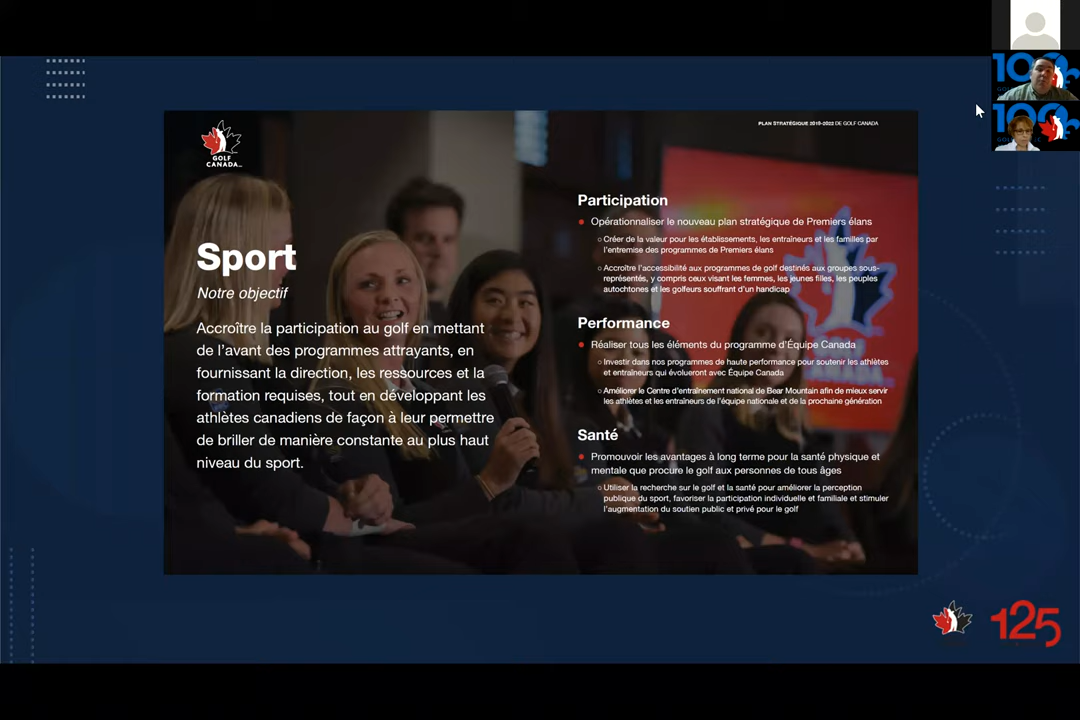 PLAN STRATÉGIQUE 2019-2022 DE GOLF CANADA
GOLF
CANADA
Sport
Notre objectif
Accroître la participation au golf en mettant
de l'avant des programmes attrayants, en
fournissant la direction, les ressources et la
formation requises, tout en développant les
athlètes canadiens de façon à leur permettre
de briller de manière constante au plus haut
niveau du sport.
Participation
Opérationnaliser le nouveau plan stratégique de Premiers élans
Créer de la valeur pour les établissements, les entraîneurs et les familles par
l'entremise des programmes de Premiers élans
Accroître l'accessibilité aux programmes de golf destinés aux groupes sous-
représentés, y compris ceux visant les femmes, les jeunes filles, les peuples
autochtones et les golfeurs souffrant d'un handicap
Performance
Réaliser tous les éléments du programme d'Équipe Canada
Investir dans nos programmes de haute performance pour soutenir les athlètes
et entraîneurs qui évolueront avec Équipe Canada
Améliorer le Centre d'entraînement national de Bear Mountain afin de mieux servir
les athlètes et les entraîneurs de l'équipe nationale et de la prochaine génération
Santé
Promouvoir les avantages à long terme pour la santé physique et
mentale que procure le golf aux personnes de tous âges
Utiliser la recherche sur le golf et la santé pour améliorer la perception
publique du sport, favoriser la participation individuelle et familiale et stimuler
l'augmentation du soutien public et privé pour le golf
125
100
100